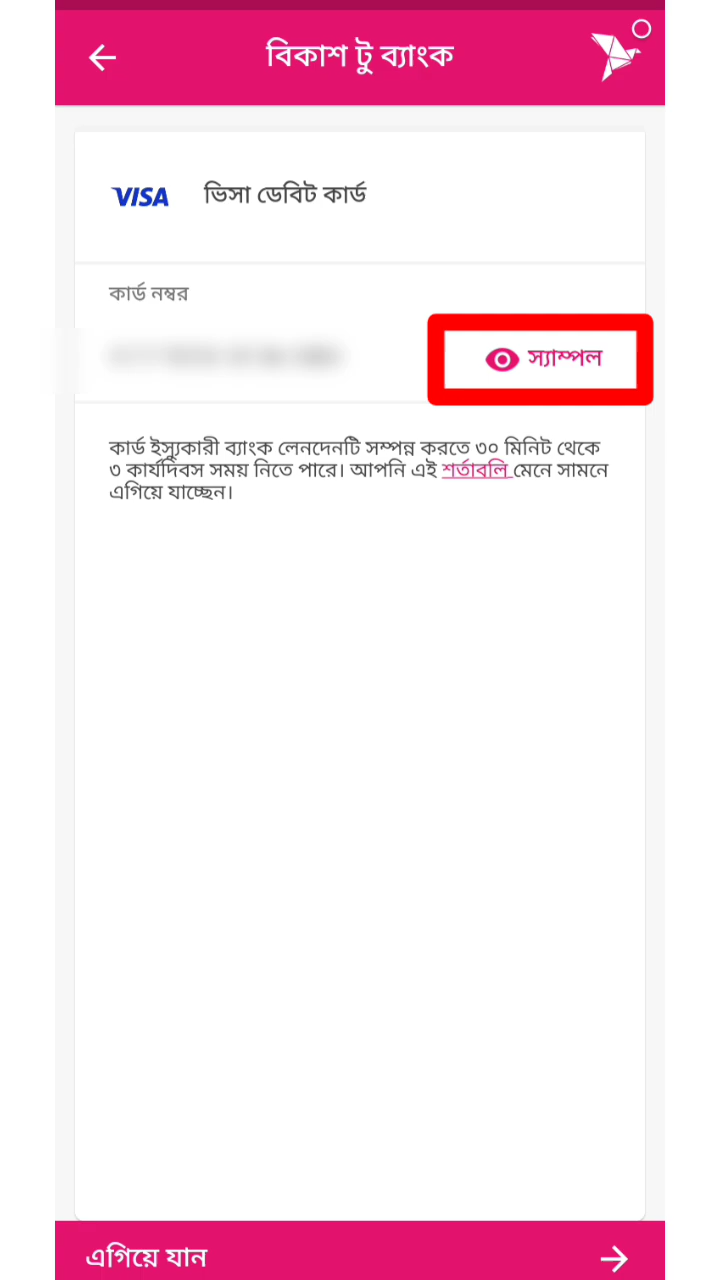 বিকাশ টু ব্যাংক
VISA ভিসা ডেবিট কার্ড
কার্ড নম্বর
স্যাম্পল
কার্ড ইস্যুকারী ব্যাংক লেনদেনটি সম্পন্ন করতে ৩০ মিনিট থেকে
৩ কার্যদিবস সময় নিতে পারে। আপনি এই শর্তাবলি মেনে সামনে
এগিয়ে যাচ্ছেন।
এগিয়ে যান